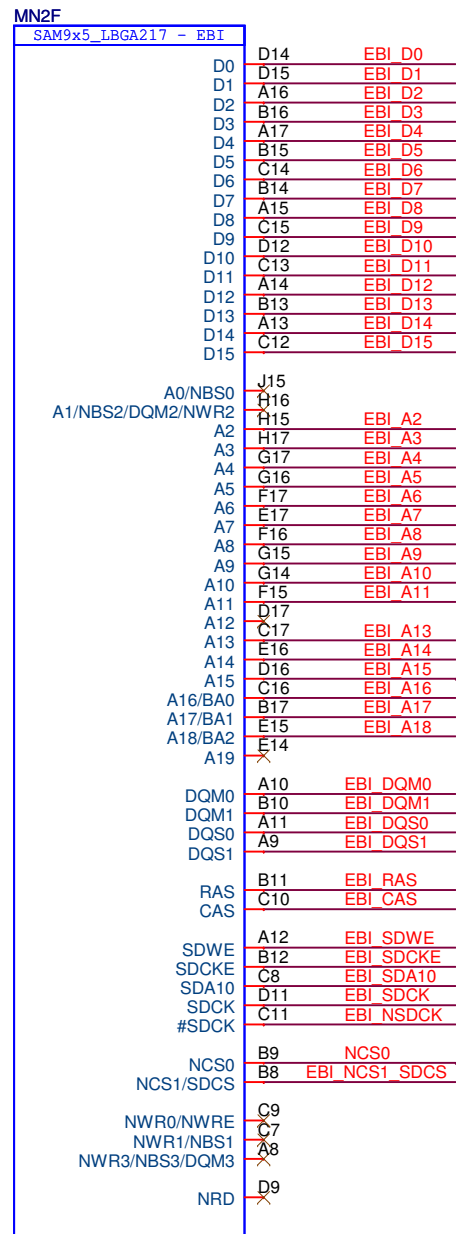 MN2F
SAM9x5_LBGA217 - EBI
D0 D14 EBI_D0
D1 D15 EBI_D1
D2 A16 EBI_D2
D3 B16 EBI_D3
D4 A17 EBI_D4
D5 B15 EBI_D5
D6 C14 EBI_D6
D7 B14 EBI_D7
D8 A15 EBI_D8
D9 C15 EBI_D9
D10 D12 EBI_D10
D11 C13 EBI_D11
D12 A14 EBI_D12
D13 B13 EBI_D13
D14 A13 EBI_D14
D15 C12 EBI_D15
A0/NBS0 J15
A1/NBS2/DQM2/NWR2 H16
A2 H15 EBI_A2
A3 H17 EBI_A3
A4 G17 EBI_A4
A5 G16 EBI_A5
A6 F17 EBI_A6
A7 E17 EBI_A7
A8 F16 EBI_A8
A9 G15 EBI_A9
A10 G14 EBI_A10
A11 F15 EBI_A11
A12 D17
A13 C17 EBI_A13
A14 E16 EBI_A14
A15 D16 EBI_A15
A16/BA0 C16 EBI_A16
A17/BA1 B17 EBI_A17
A18/BA2 E15 EBI_A18
A19 E14
DQM0 A10 EBI_DQM0
DQM1 B10 EBI_DQM1
DQS0 A11 EBI_DQS0
DQS1 A9 EBI_DQS1
RAS B11 EBI_RAS
CAS C10 EBI_CAS
SDWE A12 EBI_SDWE
SDCKE B12 EBI_SDCKE
SDA10 C8 EBI_SDA10
SDCK D11 EBI_SDCK
#SDCK C11 EBI_NSDCK
NCS0 B9 NCS0
NCS1/SDCS B8 EBI_NCS1_SDCS
NWR0/NWRE C9
NWR1/NBS1 C7
NWR3/NBS3/DQM3 A8
NRD D9